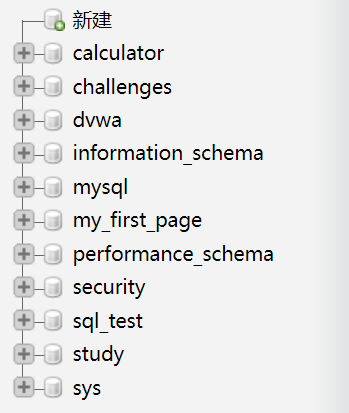 新建
calculator
challenges
dvwa
information_schema
mysql
my_first_page
performance_schema
security
sql_test
study
sys